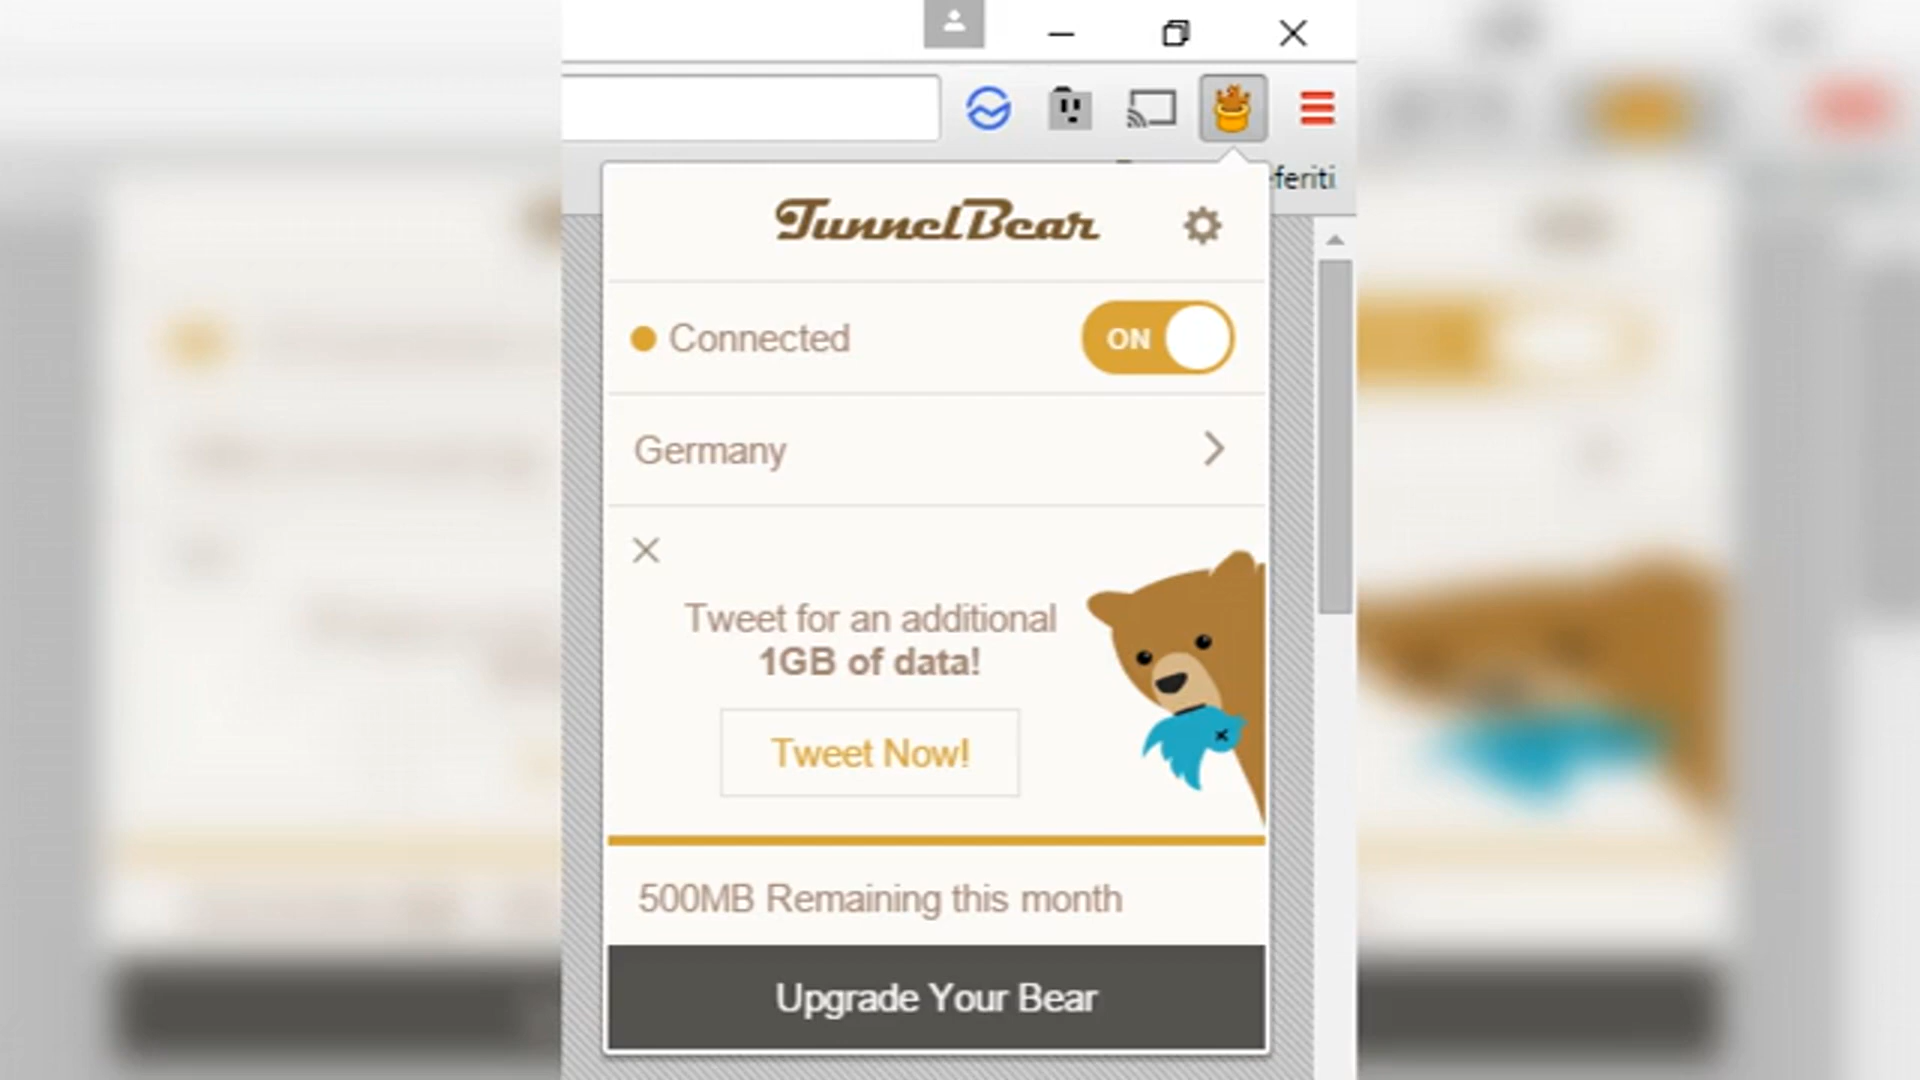 eferiti
TunnelBear
Connected
ON
Germany
Tweet for an additional
1GB of data!
Tweet Now!
500MB Remaining this month
Upgrade Your Bear